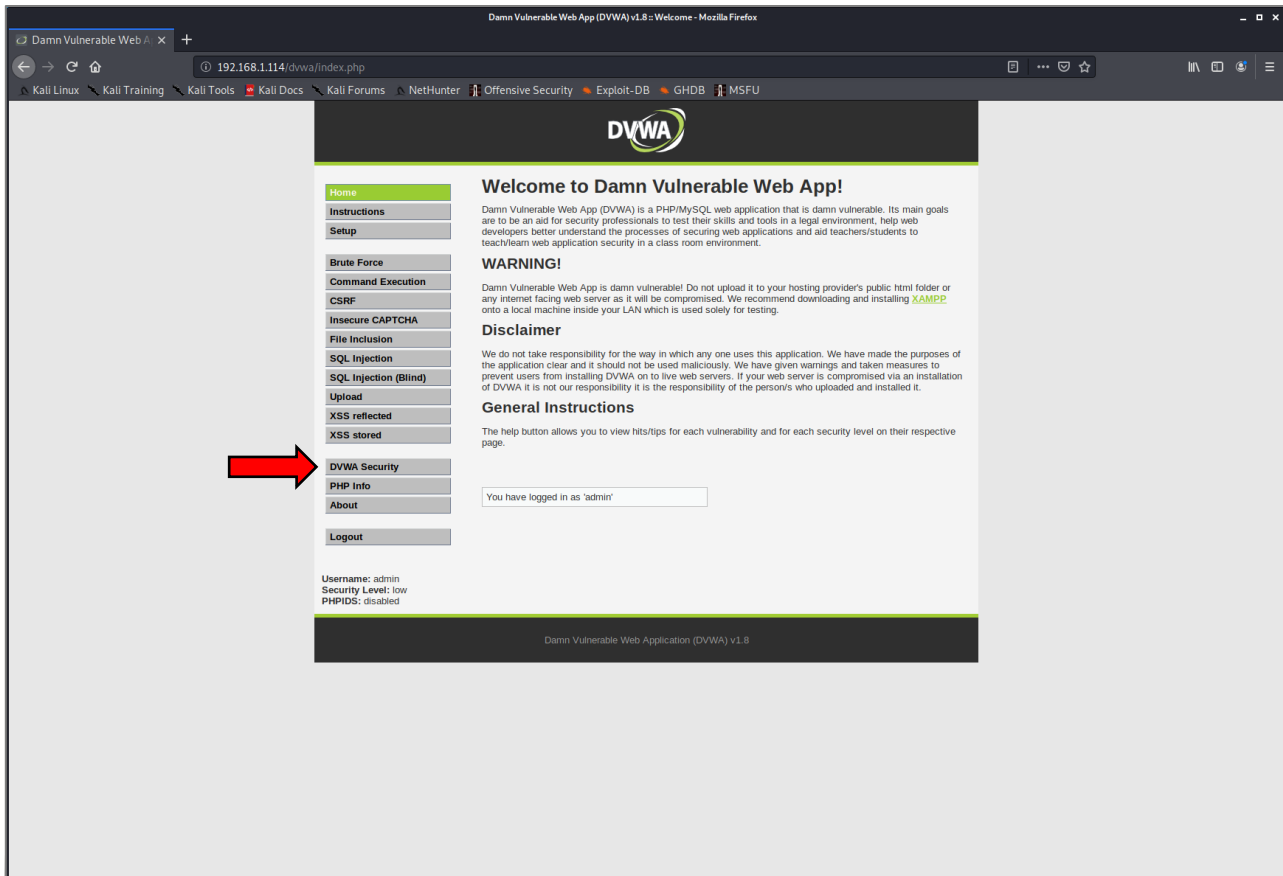 Damn Vulnerable Web App (DVWA) v1.8 :: Welcome - Mozilla Firefox
Damn Vulnerable Web A
192.168.1.114/dvwa/index.php
Kali Linux Kali Training Kali Tools Kali Docs Kali Forums NetHunter Offensive Security Exploit-DB GHDB MSFU
DVWA
Home
Instructions
Setup
Brute Force
Command Execution
CSRF
Insecure CAPTCHA
File Inclusion
SQL Injection
SQL Injection (Blind)
Upload
XSS reflected
XSS stored
DVWA Security
PHP Info
About
Logout
Username: admin
Security Level: low
PHPIDS: disabled
Welcome to Damn Vulnerable Web App!
Damn Vulnerable Web App (DVWA) is a PHP/MySQL web application that is damn vulnerable. Its main goals
are to be an aid for security professionals to test their skills and tools in a legal environment, help web
developers better understand the processes of securing web applications and aid teachers/students to
teach/learn web application security in a class room environment.
WARNING!
Damn Vulnerable Web App is damn vulnerable! Do not upload it to your hosting provider's public html folder or
any internet facing web server as it will be compromised. We recommend downloading and installing XAMPP
onto a local machine inside your LAN which is used solely for testing.
Disclaimer
We do not take responsibility for the way in which any one uses this application. We have made the purposes of
the application clear and it should not be used maliciously. We have given warnings and taken measures to
prevent users from installing DVWA on to live web servers. If your web server is compromised via an installation
of DVWA it is not our responsibility it is the responsibility of the person/s who uploaded and installed it.
General Instructions
The help button allows you to view hits/tips for each vulnerability and for each security level on their respective
page.
You have logged in as 'admin'
Damn Vulnerable Web Application (DVWA) v1.8